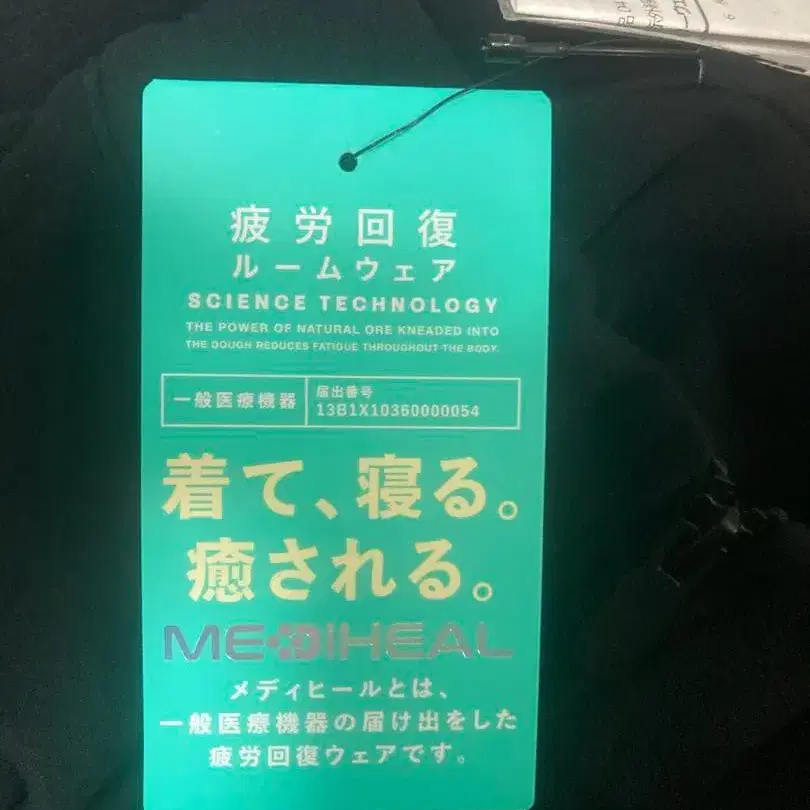 疲労回復
ルームウェア
SCIENCE TECHNOLOGY
THE POWER OF NATURAL ORE KNEADED INTO
THE DOUGH REDUCES FATIGUE THROUGHOUT THE BODY.
一般医療機器
届出番号
13B1X10360000054
着て、寝る。
癒される。
MEDiHEAL
メディヒールとは、
一般医療機器の届け出をした
疲労回復ウェアです。